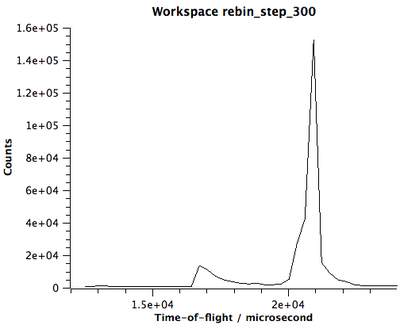 Workspace rebin_step_300
1.6e+05
1.4e+05
1.2e+05
1e+05
8e+04
6e+04
4e+04
2e+04
0
Counts
1.5e+04 2e+04
Time-of-flight / microsecond